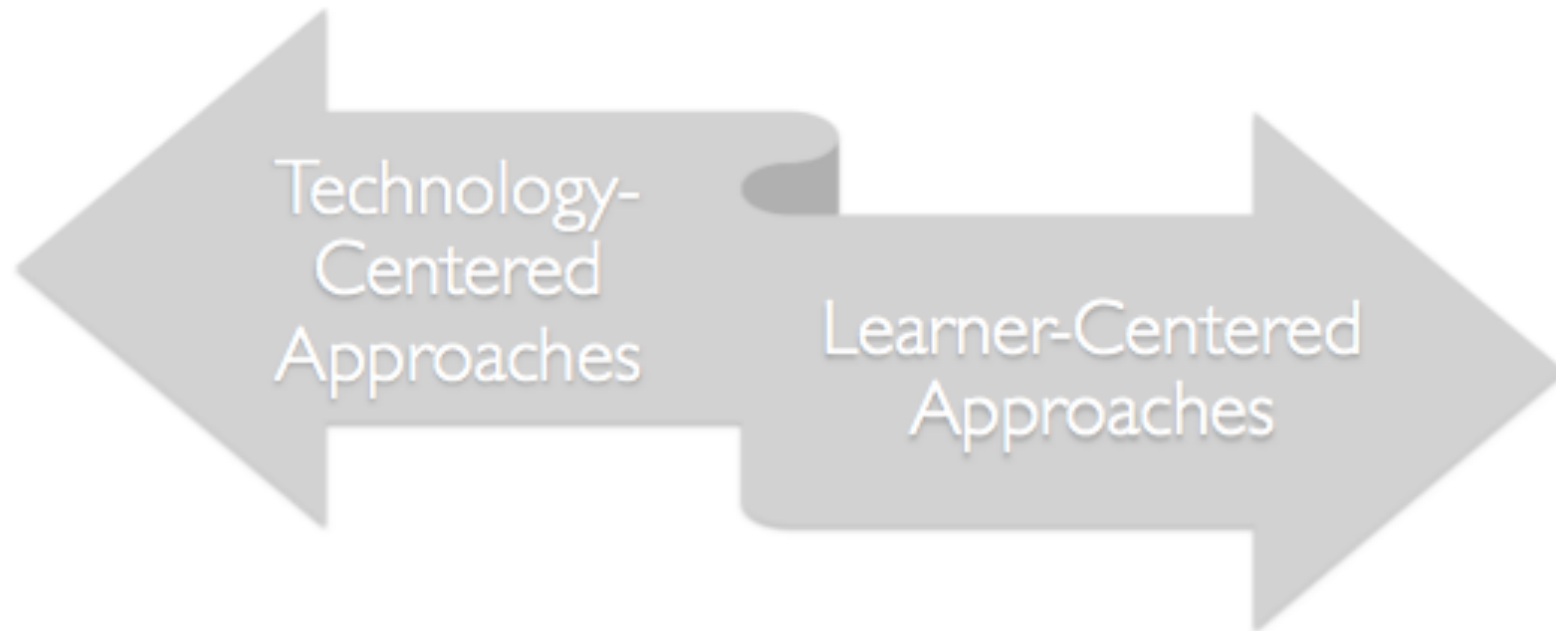 Technology-
Centered
Approaches
Learner-Centered
Approaches